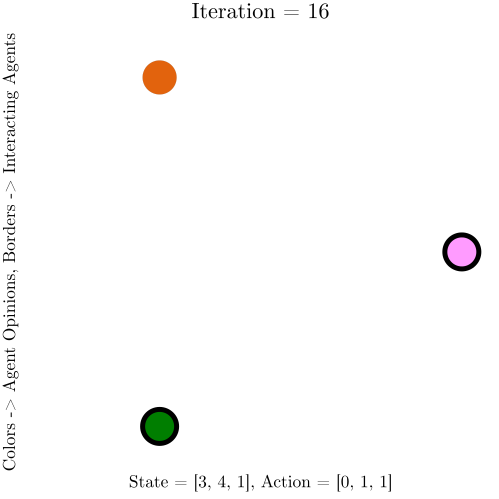 Iteration = 16
Colors -> Agent Opinions, Borders -> Interacting Agents
State = [3, 4, 1], Action = [0, 1, 1]